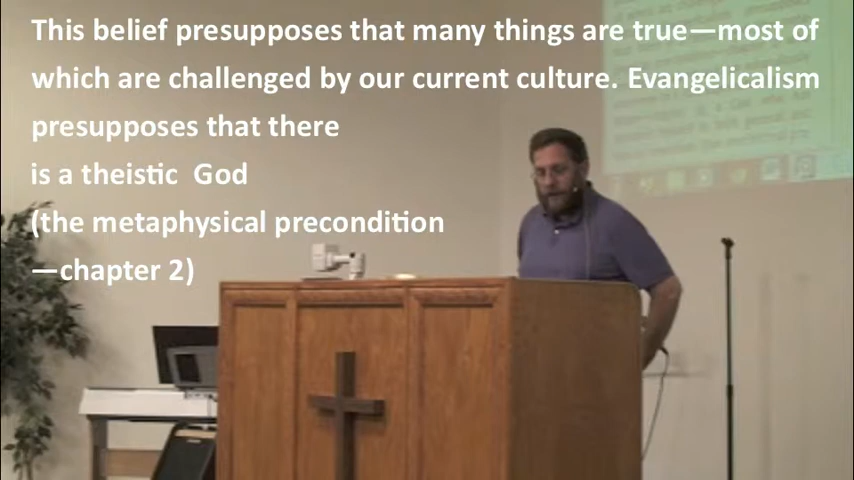 This belief presupposes that many things are true—most of
which are challenged by our current culture. Evangelicalism
presupposes that there
is a theistic  God
(the metaphysical precondition
—chapter 2)